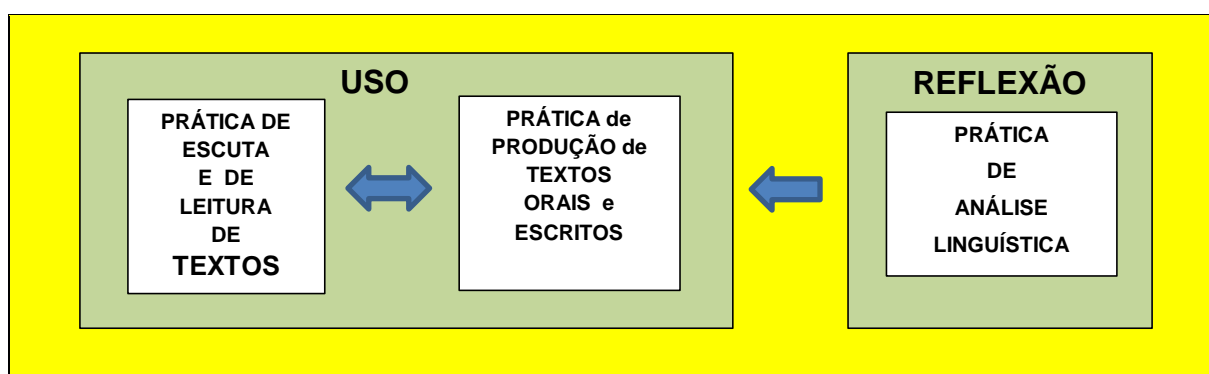 USO
PRÁTICA DE
ESCUTA
E DE
LEITURA
DE
TEXTOS
PRÁTICA de
PRODUÇÃO de
TEXTOS
ORAIS e
ESCRITOS
REFLEXÃO
PRÁTICA
DE
ANÁLISE
LINGUÍSTICA